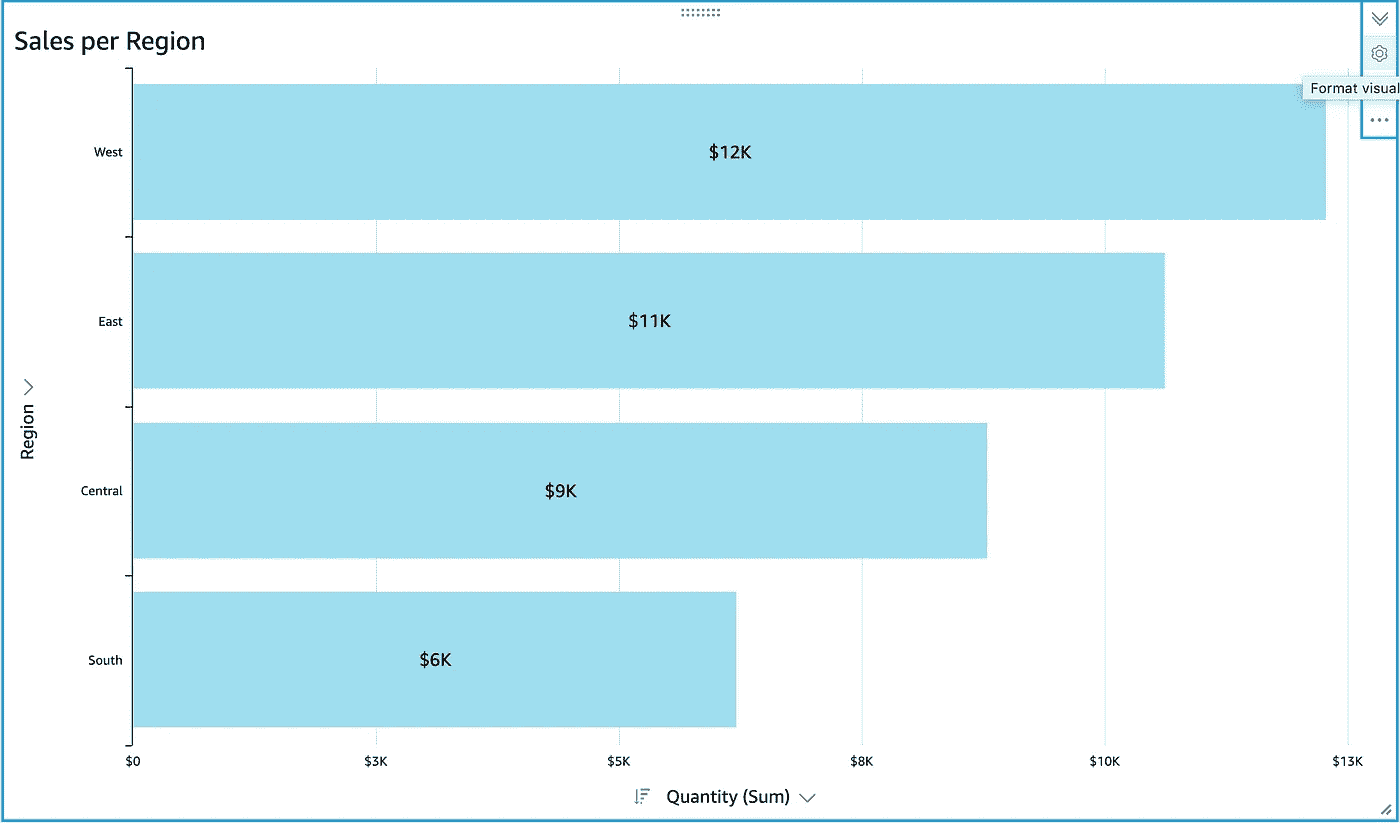 Sales per Region
Format visual
West
$12K
East
$11K
Region
Central
$9K
South
$6K
$0
$3K
$5K
$8K
$10K
$13K
Quantity (Sum)